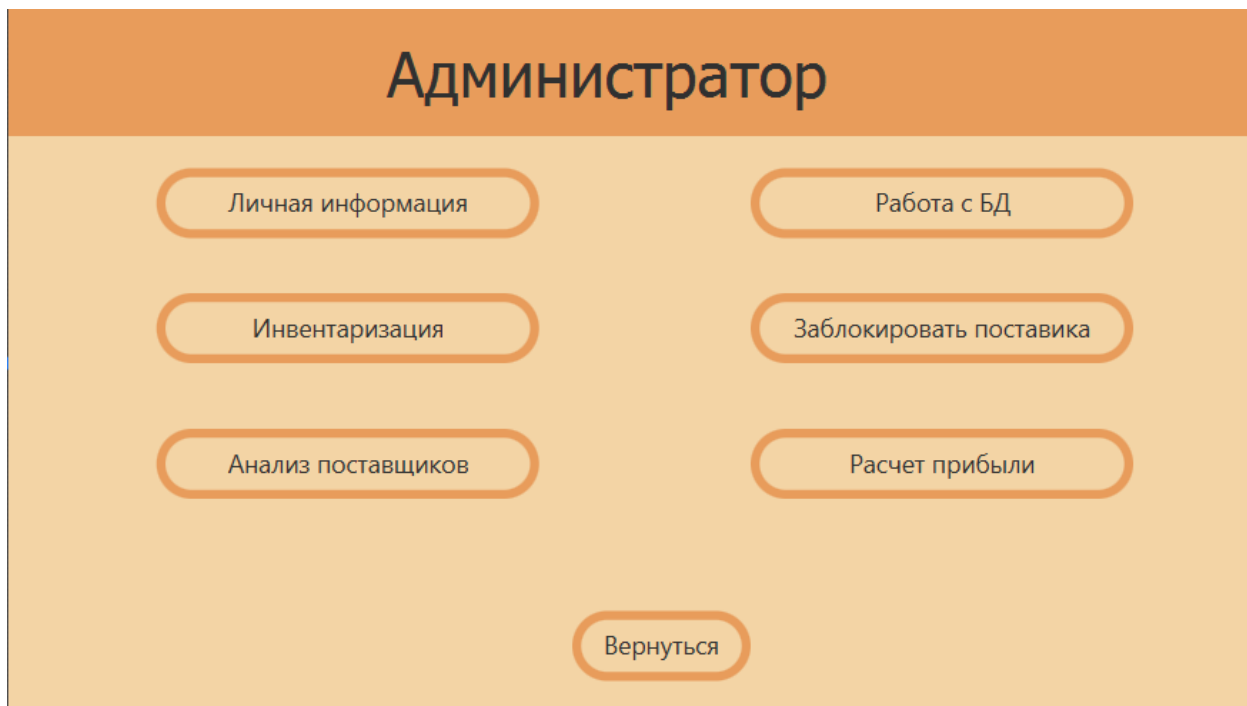 Администратор
Личная информация
Работа с БД
Инвентаризация
Заблокировать поставика
Анализ поставщиков
Расчет прибыли
Вернуться